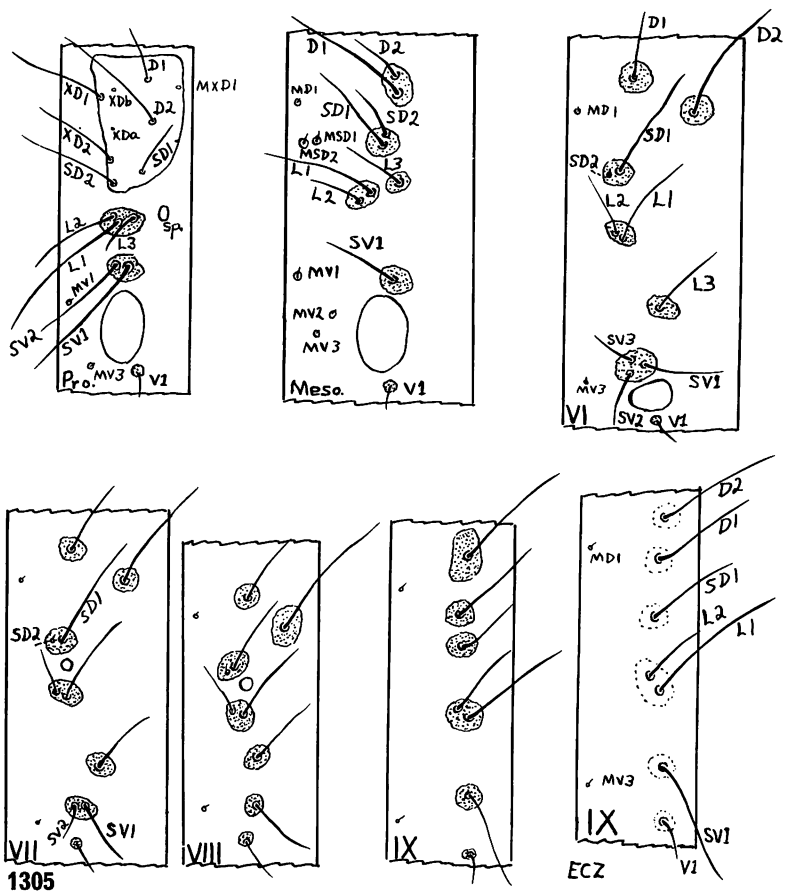 D1
XD1
XDb
D2
MXD1
XDa
XD2
SD1
SD2
L2
Sp.
L3
L1
MV1
SV2
SV1
MV3
Pro.
V1
D1
D2
MD1
SD1
SD2
MSD1
MSD2
L1
L3
L2
SV1
MV1
MV2
MV3
Meso.
V1
D1
D2
MD1
SD1
SD2
L2
L1
L3
SV3
SV1
MV3
VI
SV2
V1
SD1
SD2
SV2
SV1
VII
VIII
IX
D2
D1
MD1
SD1
L2
L1
MV3
IX
SV1
V1
1305
ECZ